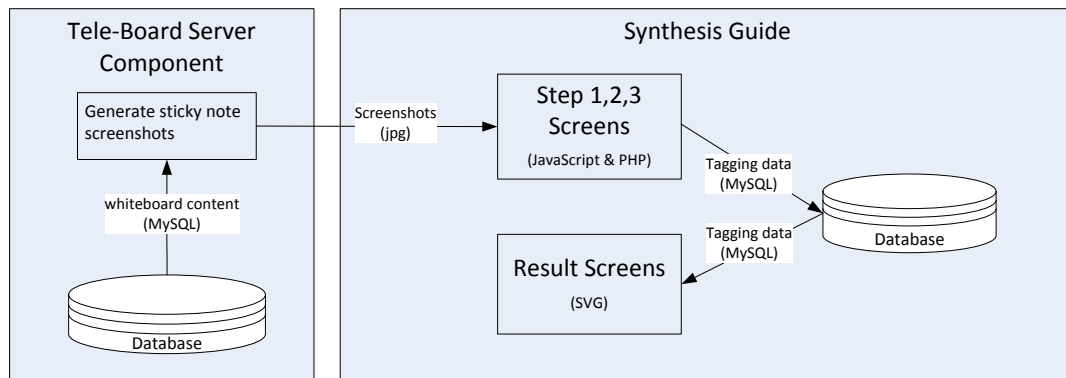 Tele-Board Server
Component
Generate sticky note
screenshots
whiteboard content
(MySQL)
Database
Screenshots
(jpg)
Synthesis Guide
Step 1,2,3
Screens
(JavaScript & PHP)
Tagging data
(MySQL)
Database
Tagging data
(MySQL)
Result Screens
(SVG)